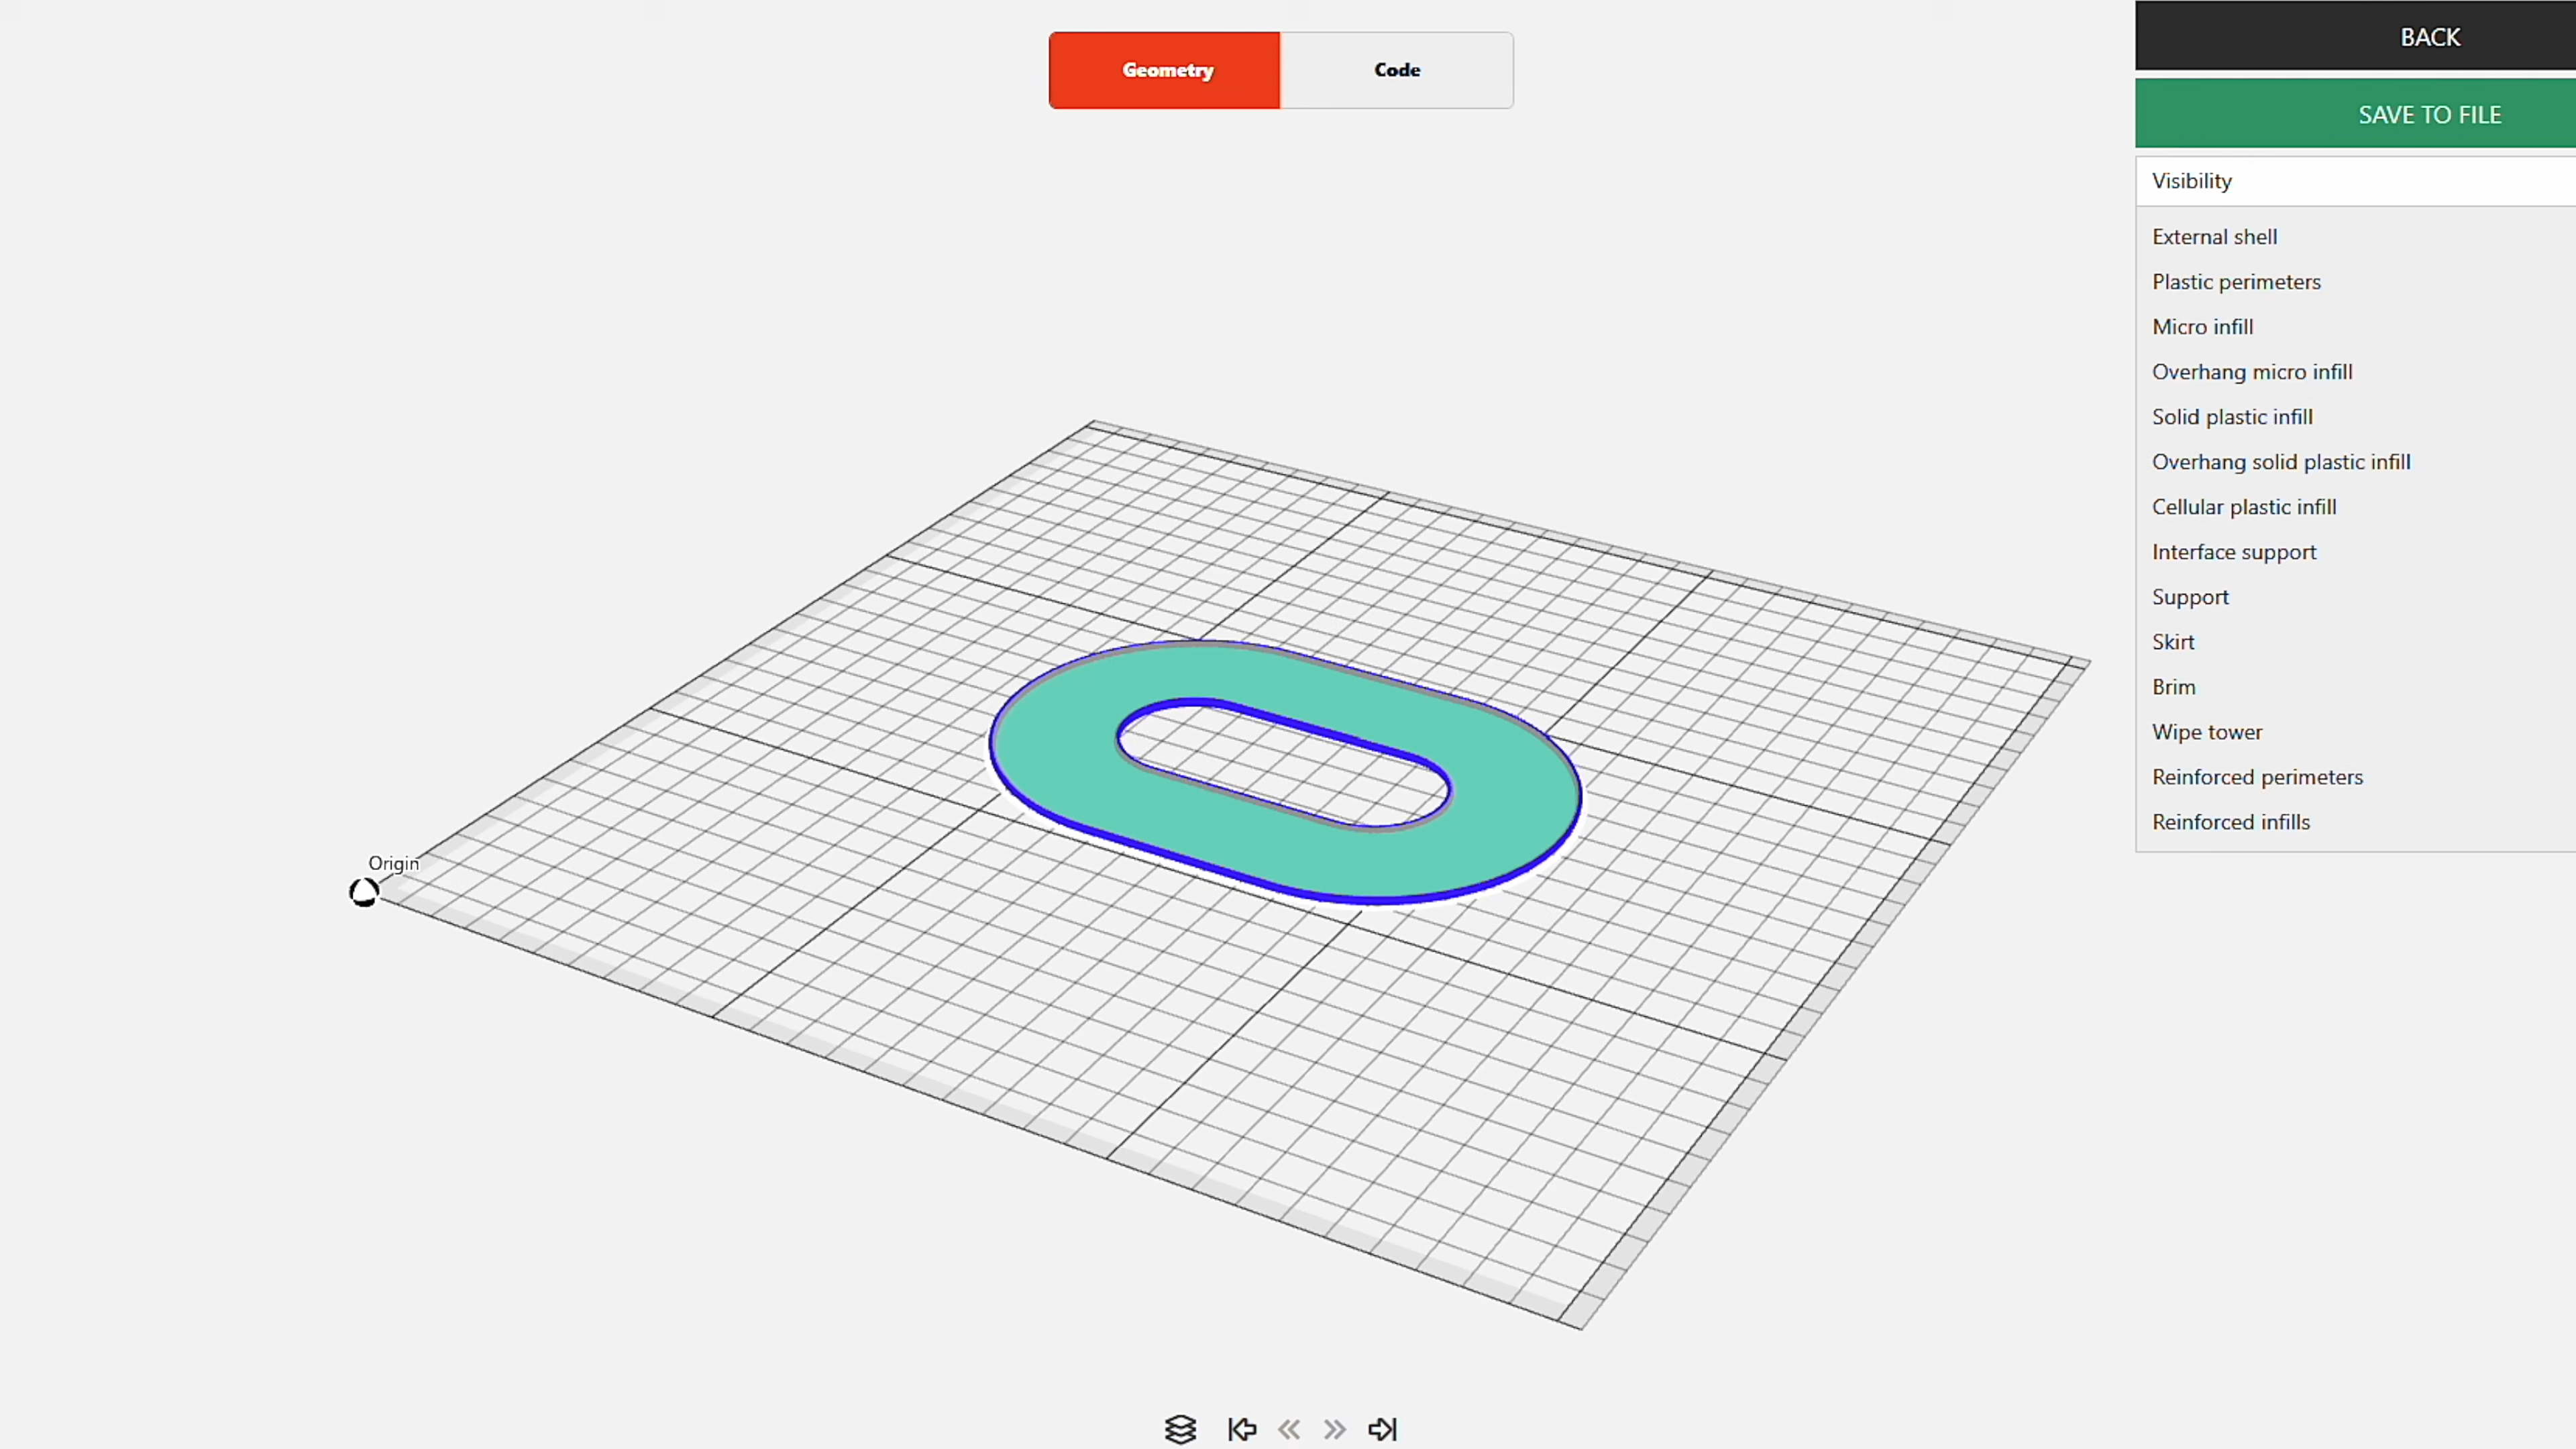 Geometry
Code
BACK
SAVE TO FILE
Visibility
External shell
Plastic perimeters
Micro infill
Overhang micro infill
Solid plastic infill
Overhang solid plastic infill
Cellular plastic infill
Interface support
Support
Skirt
Brim
Wipe tower
Reinforced perimeters
Reinforced infills
Origin